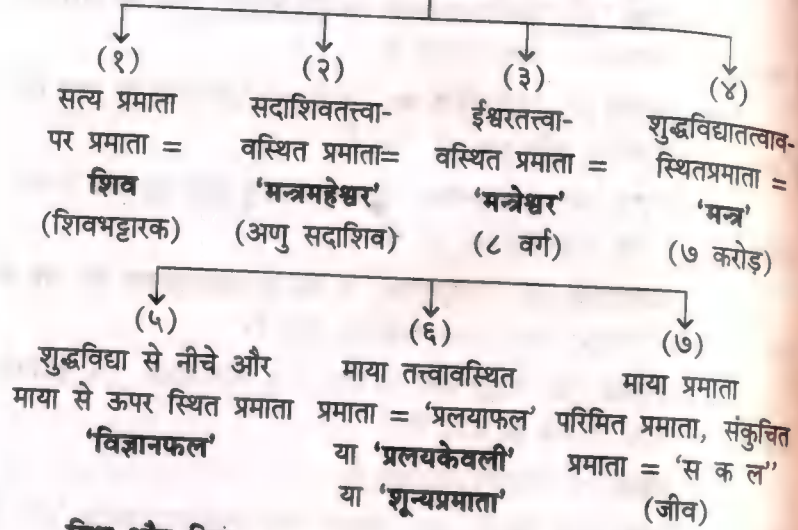 (१) (२) (३) (४)
सत्य प्रमाता सदाशिवतत्त्वा- ईश्वरतत्त्वा- शुद्धविद्यातत्वाव-
पर प्रमाता = वस्थित प्रमाता= वस्थित प्रमाता = स्थितप्रमाता =
शिव ‘मन्त्रमहेश्वर’ ‘मन्त्रेश्वर’ ‘मन्त्र’
(शिवभट्टारक) (अणु सदाशिव) (८ वर्ग) (७ करोड़)
(५) (६) (७)
शुद्धविद्या से नीचे और माया तत्त्वावस्थित माया प्रमाता
माया से ऊपर स्थित प्रमाता प्रमाता = ‘प्रलयाफल’ परिमित प्रमाता, संकुचित
‘विज्ञानफल’ या ‘प्रलयकेवली’ प्रमाता = ‘स क ल’’
या ‘शून्यप्रमाता’ (जीव)